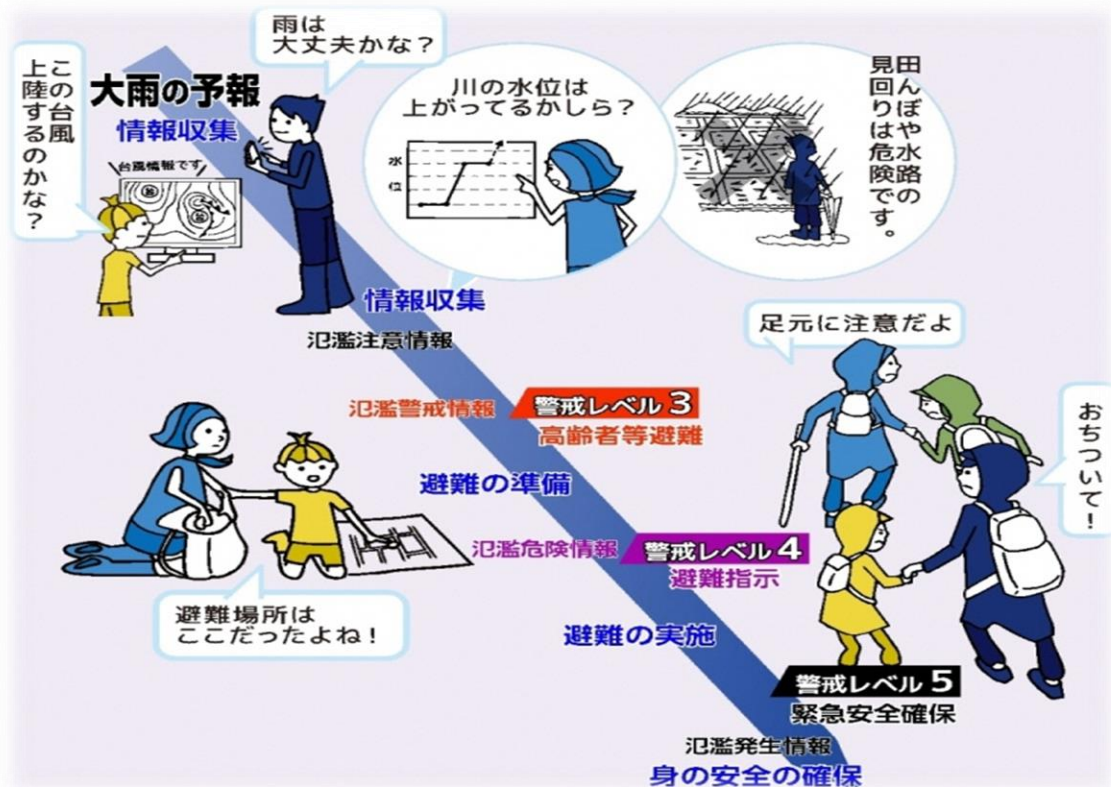 雨は
大丈夫かな？
この台風
上陸するのかな？
大雨の予報
情報収集
台風情報です
川の水位は
上がってるかしら？
水位
田んぼや水路の
見回りは危険です。
情報収集
氾濫注意情報
足元に注意だよ
氾濫警戒情報
警戒レベル3
高齢者等避難
おちついて！
避難の準備
氾濫危険情報
警戒レベル4
避難指示
避難場所は
ここだったよね！
避難の実施
警戒レベル5
緊急安全確保
氾濫発生情報
身の安全の確保